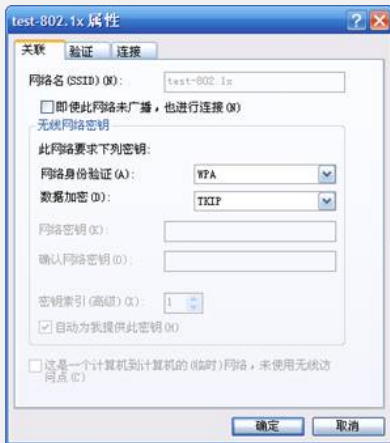 test-802.1x 属性
关联 验证 连接
网络名(SSID)(N): test-802.1x
即使此网络未广播，也进行连接(N)
无线网络密钥
此网络要求下列密钥:
网络身份验证(A): WPA
数据加密(D): TKIP
网络密钥(K):
确认网络密钥(O):
密钥索引(高级)(X): 1
自动为我提供此密钥(H)
这是一个计算机到计算机的(临时)网络，未使用无线访
问点(C)
确定 取消